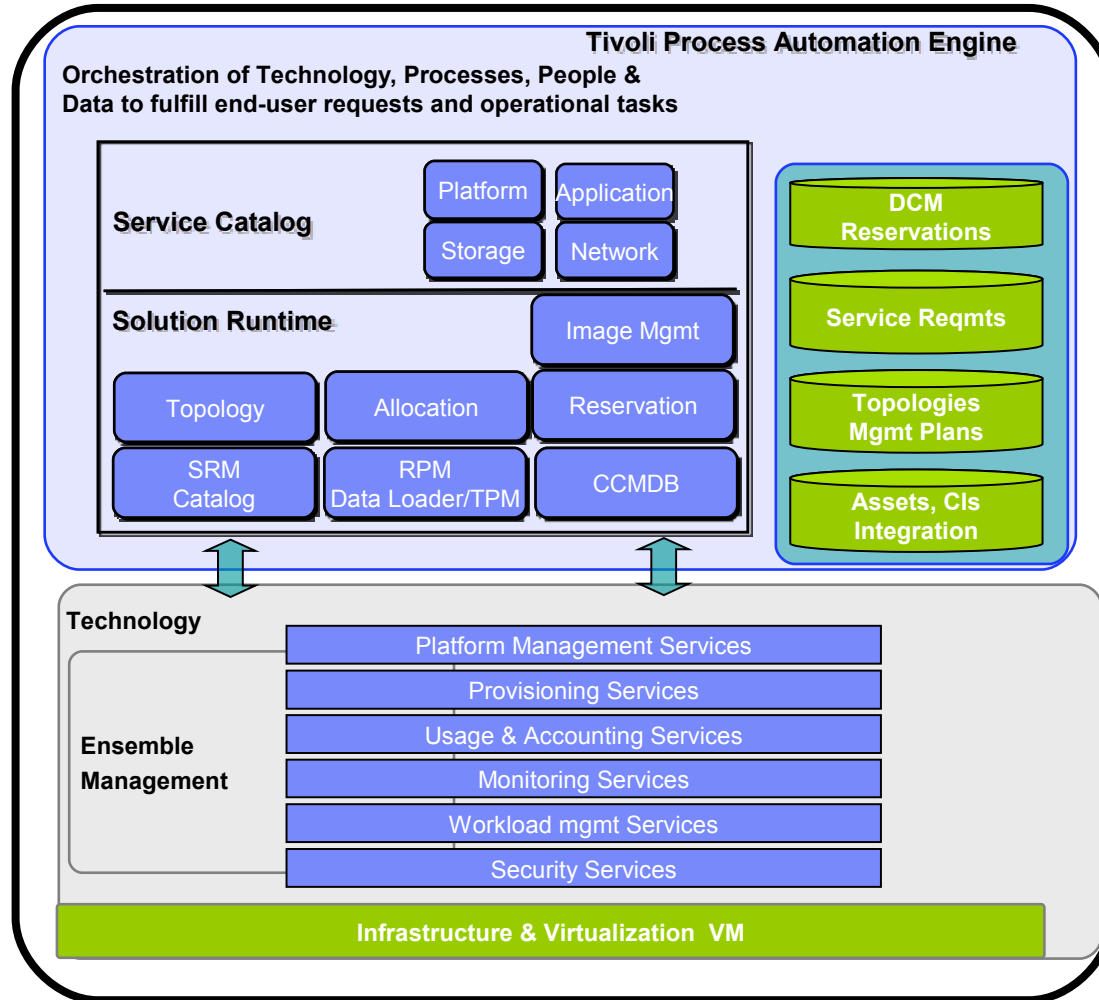 Tivoli Process Automation Engine
Orchestration of Technology, Processes, People &
Data to fulfill end-user requests and operational tasks
Service Catalog
Platform
Application
Storage
Network
Solution Runtime
Image Mgmt
Topology
Allocation
Reservation
SRM
Catalog
RPM
Data Loader/TPM
CCMDB
DCM
Reservations
Service Reqmts
Topologies
Mgmt Plans
Assets, CIs
Integration
Technology
Ensemble
Management
Platform Management Services
Provisioning Services
Usage & Accounting Services
Monitoring Services
Workload mgmt Services
Security Services
Infrastructure & Virtualization VM